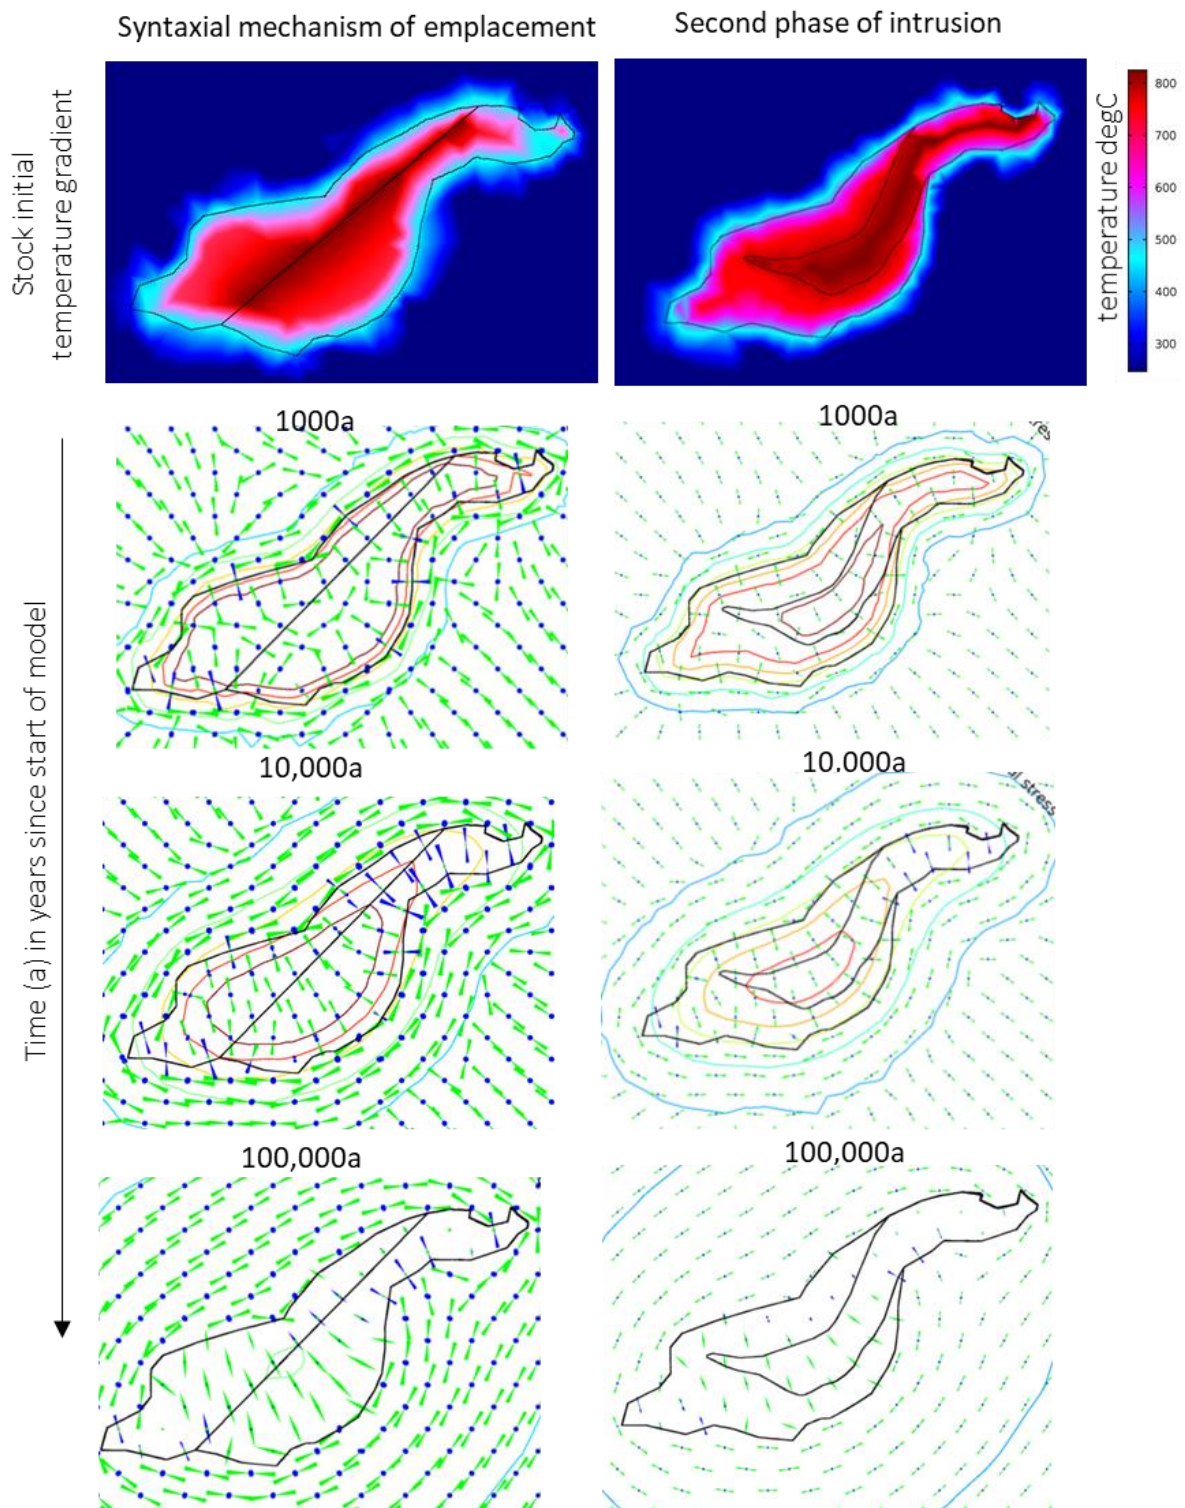 Syntaxial mechanism of emplacement
Second phase of intrusion
Stock initial
temperature gradient
temperature degC
800
700
600
500
400
300
Time (a) in years since start of model
1000a
1000a
10,000a
10.000a
stress
100,000a
100,000a